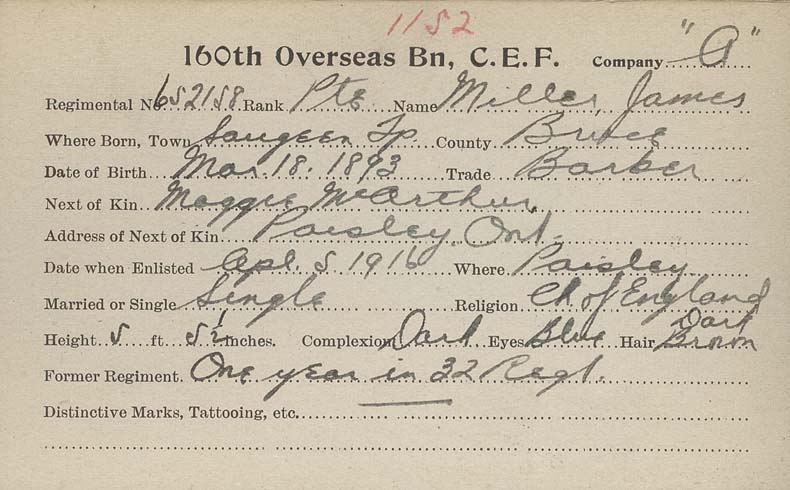 1152
160th Overseas Bn, C.E.F. Company "A"
Regimental No. 652158 Rank Pte Name Miller, James
Where Born, Town Saugeen Tp. County Bruce
Date of Birth Mar. 18. 1893 Trade Barber
Next of Kin Maggie McArthur
Address of Next of Kin Paisley, Ont.
Date when Enlisted Apl. 5 1916 Where Paisley
Married or Single Single Religion Ch. of England
Height 5 ft 5½ inches. Complexion Dark Eyes Blue Hair Dark Brown
Former Regiment. One year in 32 Regt.
Distinctive Marks, Tattooing, etc.